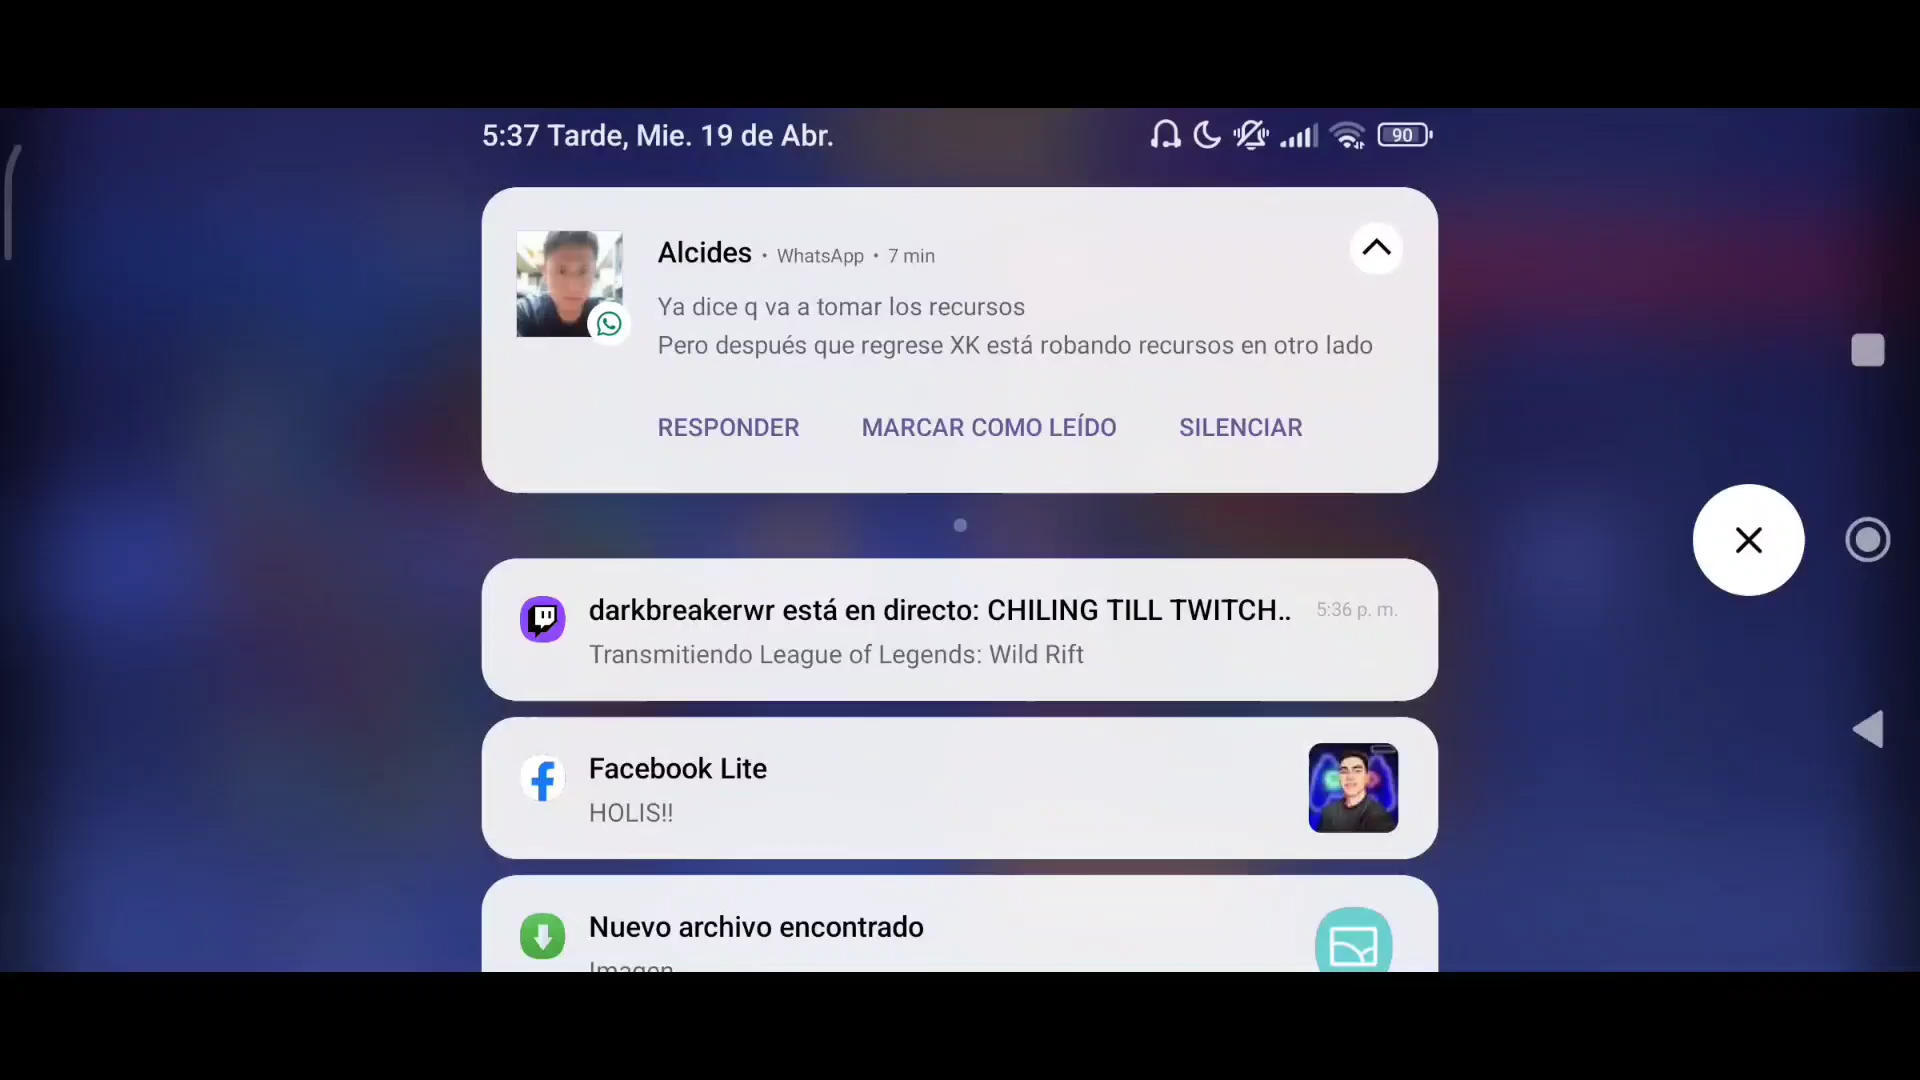 5:37 Tarde, Mie. 19 de Abr.
90
Alcides · WhatsApp · 7 min
Ya dice q va a tomar los recursos
Pero después que regrese XK está robando recursos en otro lado
RESPONDER MARCAR COMO LEÍDO SILENCIAR
darkbreakerwr está en directo: CHILING TILL TWITCH..
5:36 p. m.
Transmitiendo League of Legends: Wild Rift
Facebook Lite
HOLIS!!
Nuevo archivo encontrado
Imagen